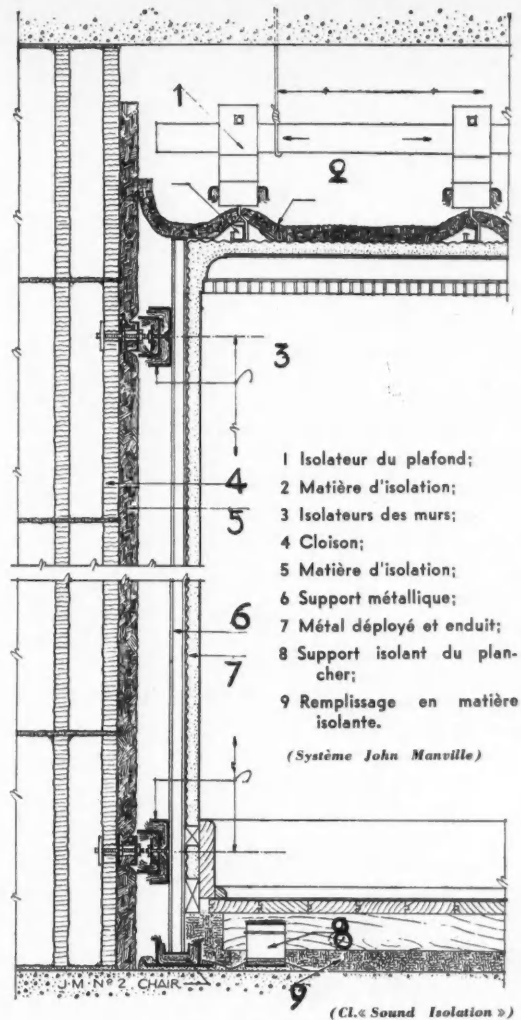 1
2
3
4
5
6
7
8
9
1 Isolateur du plafond;
2 Matière d'isolation;
3 Isolateurs des murs;
4 Cloison;
5 Matière d'isolation;
6 Support métallique;
7 Métal déployé et enduit;
8 Support isolant du plan-
cher;
9 Remplissage en matière
isolante.
(Système John Manville)
J-M. Nº 2 CHAIR
(Cl.« Sound Isolation »)